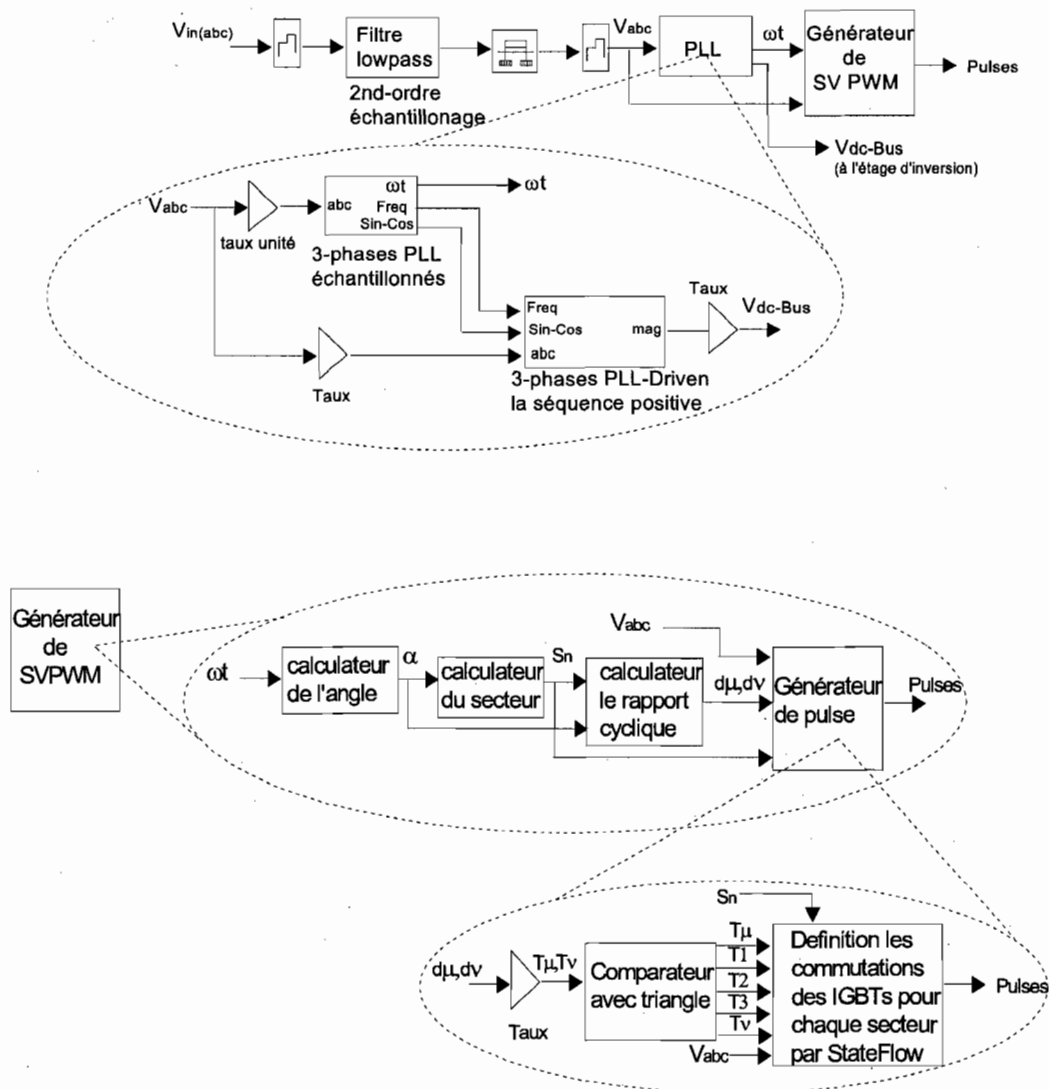 Vin(abc)
Filtre
lowpass
2nd-ordre
échantillonage
Vabc
PLL
ωt
Générateur
de
SV PWM
Pulses
Vdc-Bus
(à l'étage d'inversion)
Vabc
taux unité
abc
ωt
Freq
Sin-Cos
3-phases PLL
échantillonnés
ωt
Taux
Freq
Sin-Cos
abc
mag
3-phases PLL-Driven
la séquence positive
Taux
Vdc-Bus
Générateur
de
SVPWM
ωt
calculateur
de l'angle
α
calculateur
du secteur
Sn
calculateur
le rapport
cyclique
Vabc
dμ,dν
Générateur
de pulse
Pulses
dμ,dν
Taux
Tμ,Tν
Comparateur
avec triangle
Tμ
T1
T2
T3
Tν
Vabc
Sn
Definition les
commutations
des IGBTs pour
chaque secteur
par StateFlow
Pulses